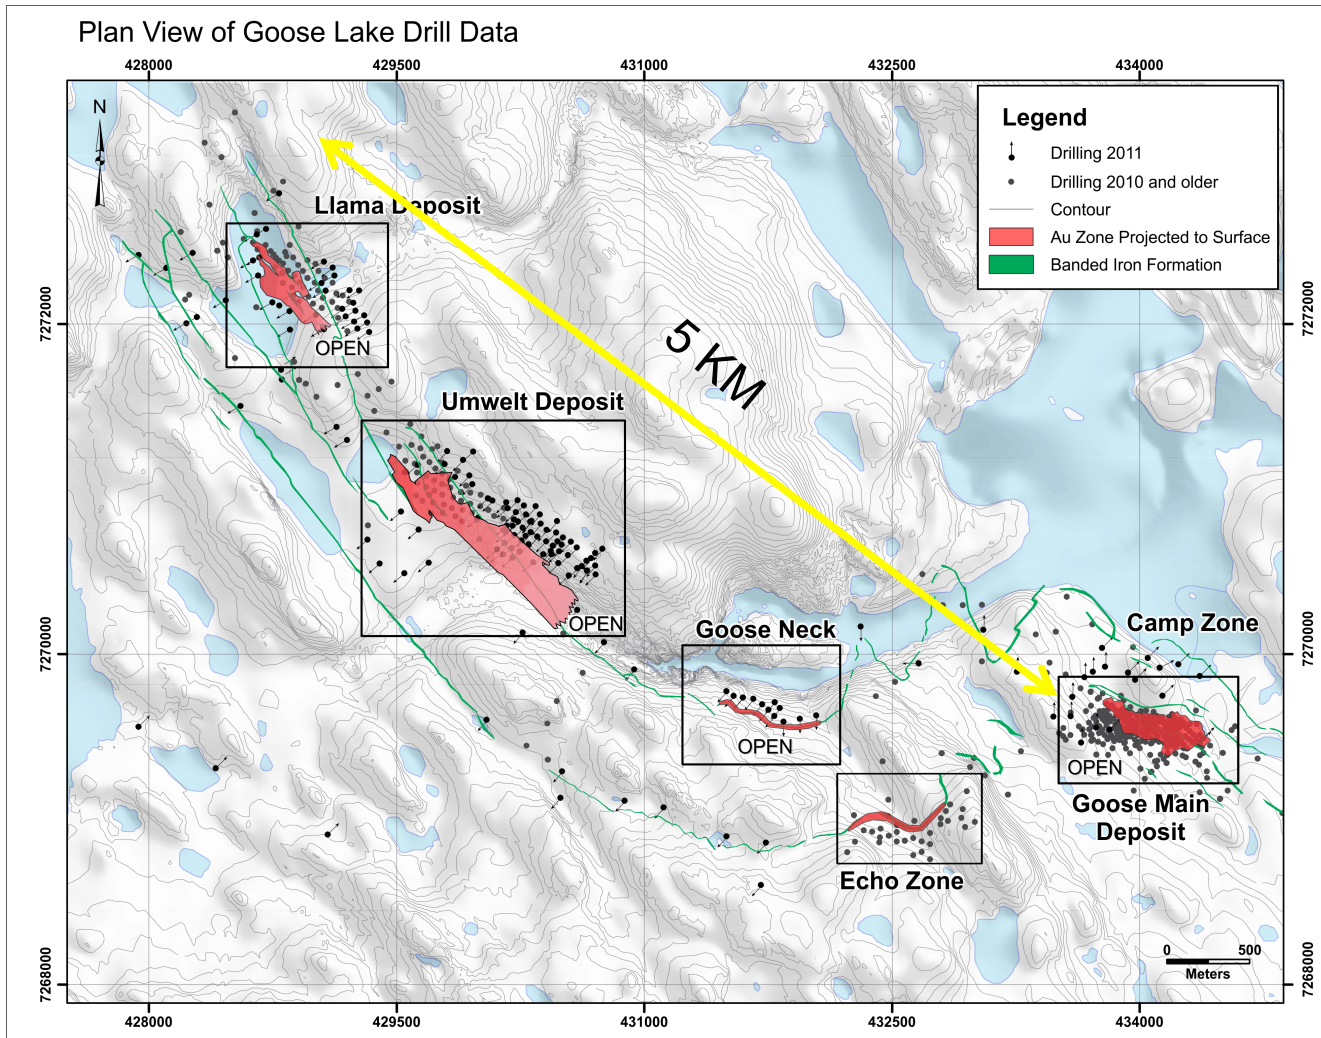 Plan View of Goose Lake Drill Data
428000
429500
431000
432500
434000
N
Legend
Drilling 2011
Drilling 2010 and older
Contour
Au Zone Projected to Surface
Banded Iron Formation
Llama Deposit
7272000
7272000
OPEN
5 KM
Umwelt Deposit
OPEN
Goose Neck
Camp Zone
7270000
7270000
OPEN
OPEN
Goose Main
Deposit
Echo Zone
0
500
Meters
7268000
7268000
428000
429500
431000
432500
434000